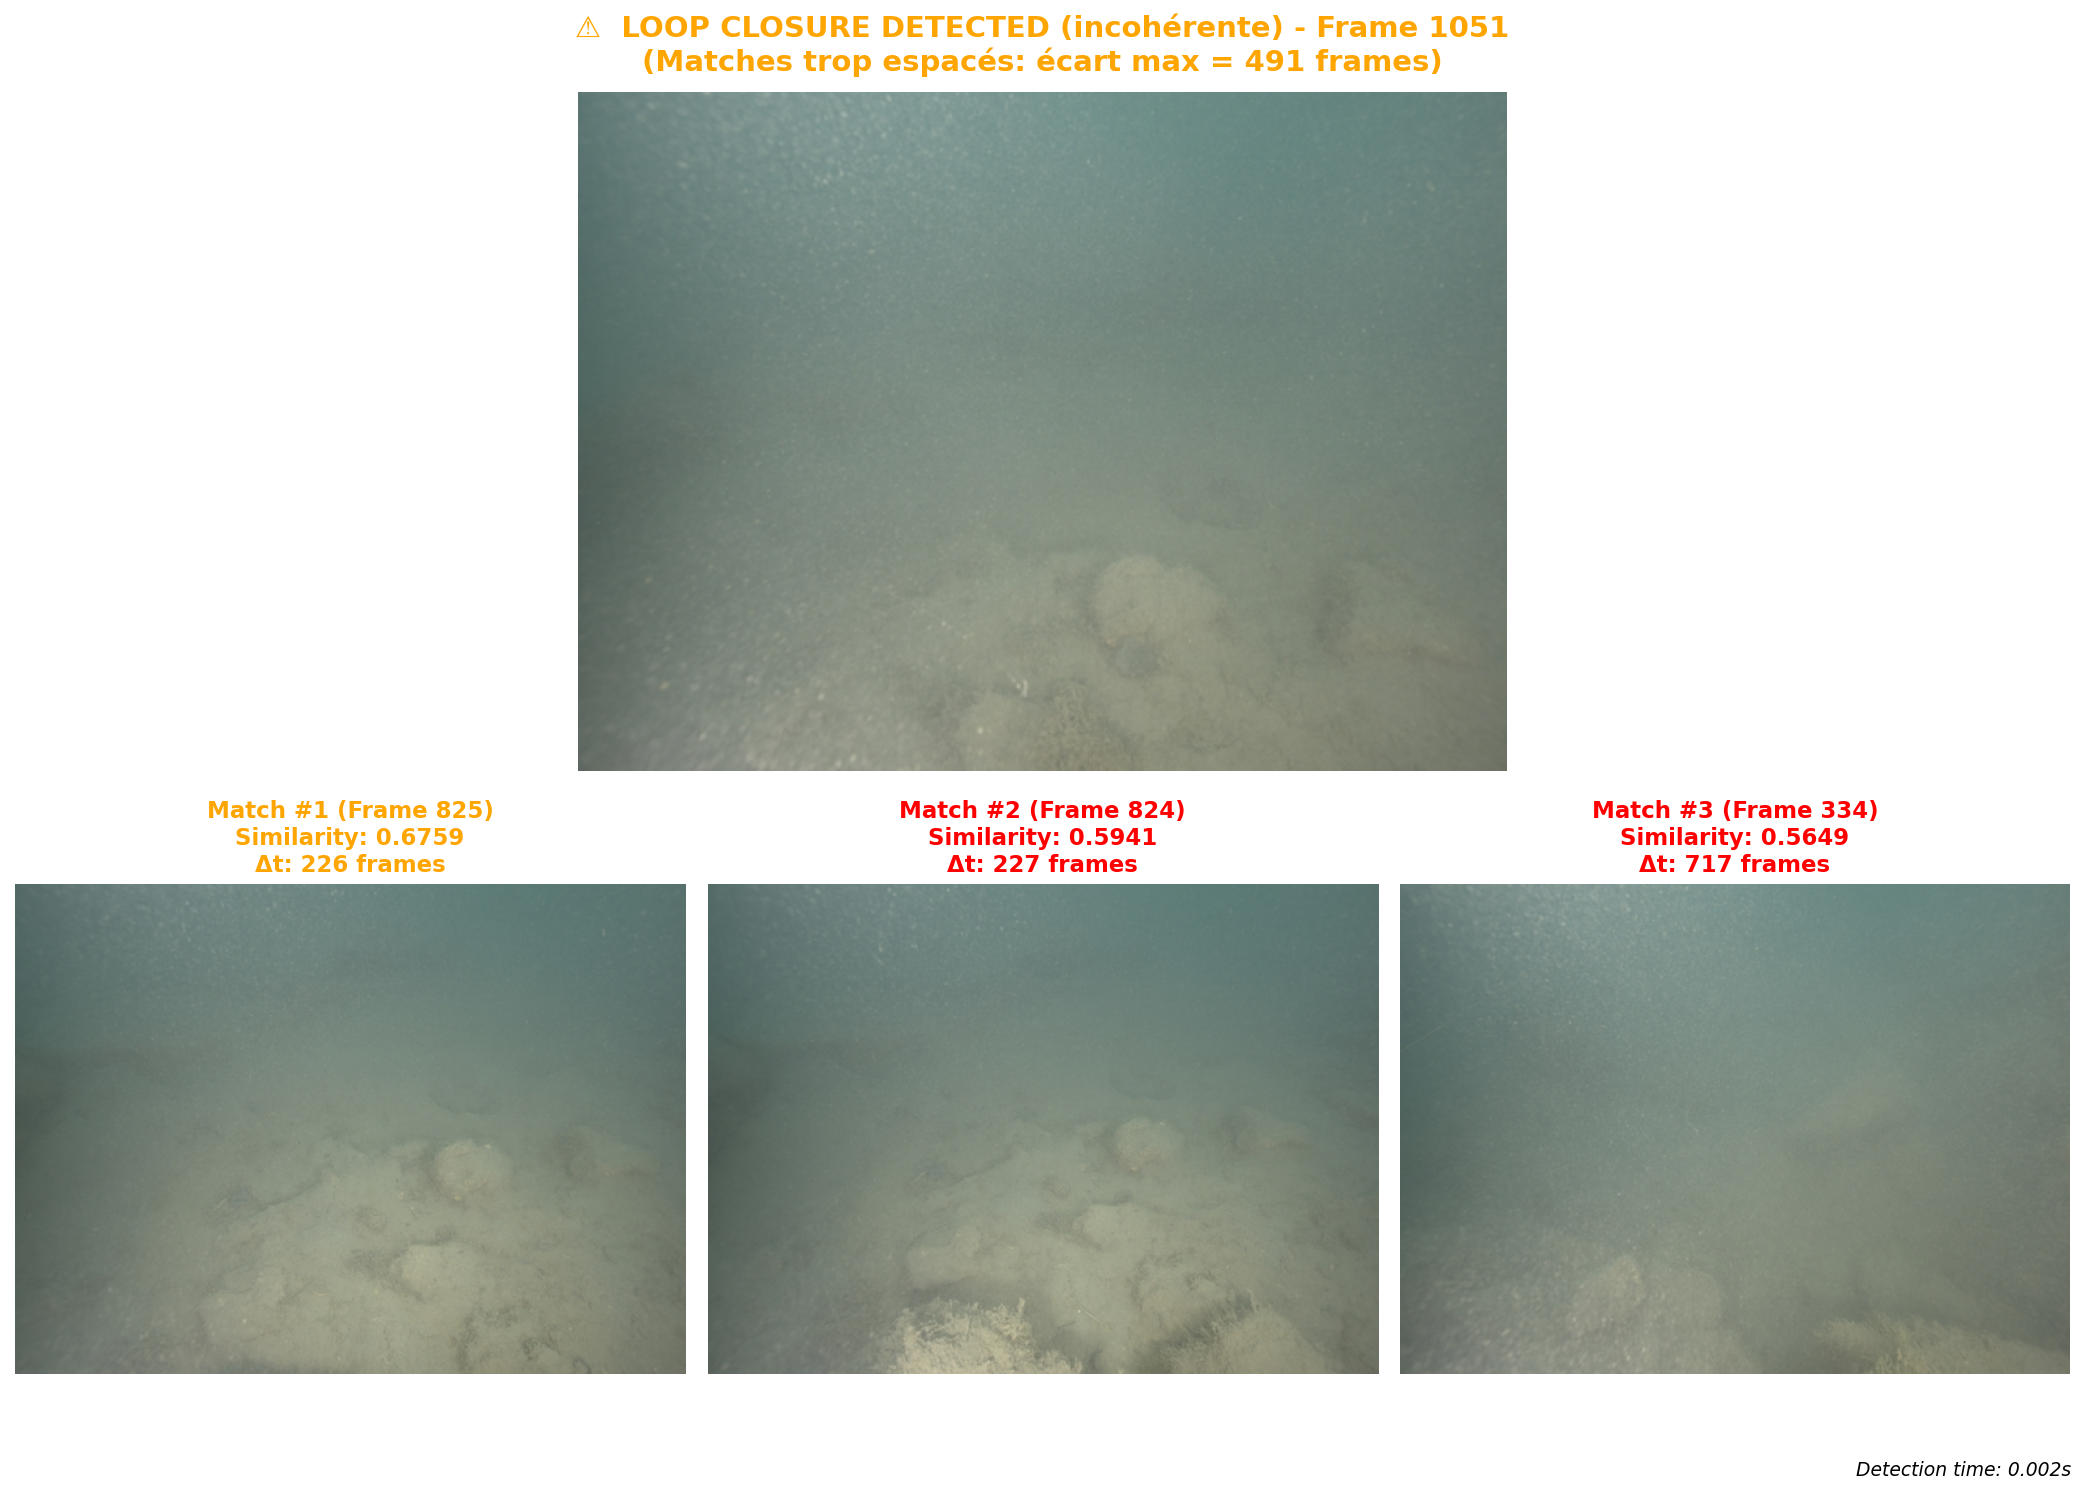 ⚠ LOOP CLOSURE DETECTED (incohérente) - Frame 1051
(Matches trop espacés: écart max = 491 frames)
Match #1 (Frame 825)
Similarity: 0.6759
Δt: 226 frames
Match #2 (Frame 824)
Similarity: 0.5941
Δt: 227 frames
Match #3 (Frame 334)
Similarity: 0.5649
Δt: 717 frames
Detection time: 0.002s